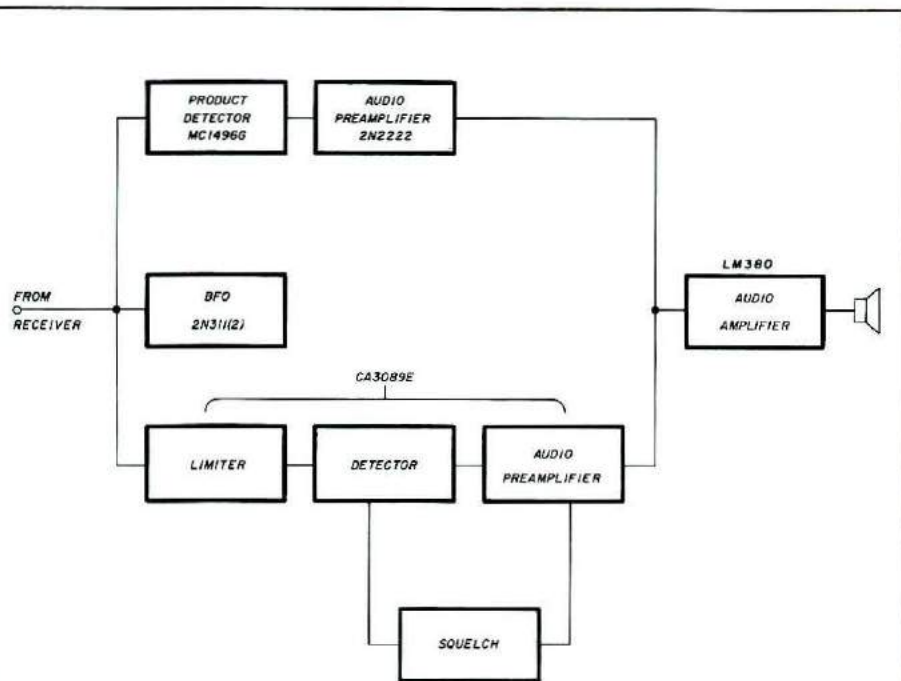 PRODUCT
DETECTOR
MC1496G
AUDIO
PREAMPLIFIER
2N2222
FROM
RECEIVER
BFO
2N311(2)
LM380
AUDIO
AMPLIFIER
CA3089E
LIMITER
DETECTOR
AUDIO
PREAMPLIFIER
SQUELCH